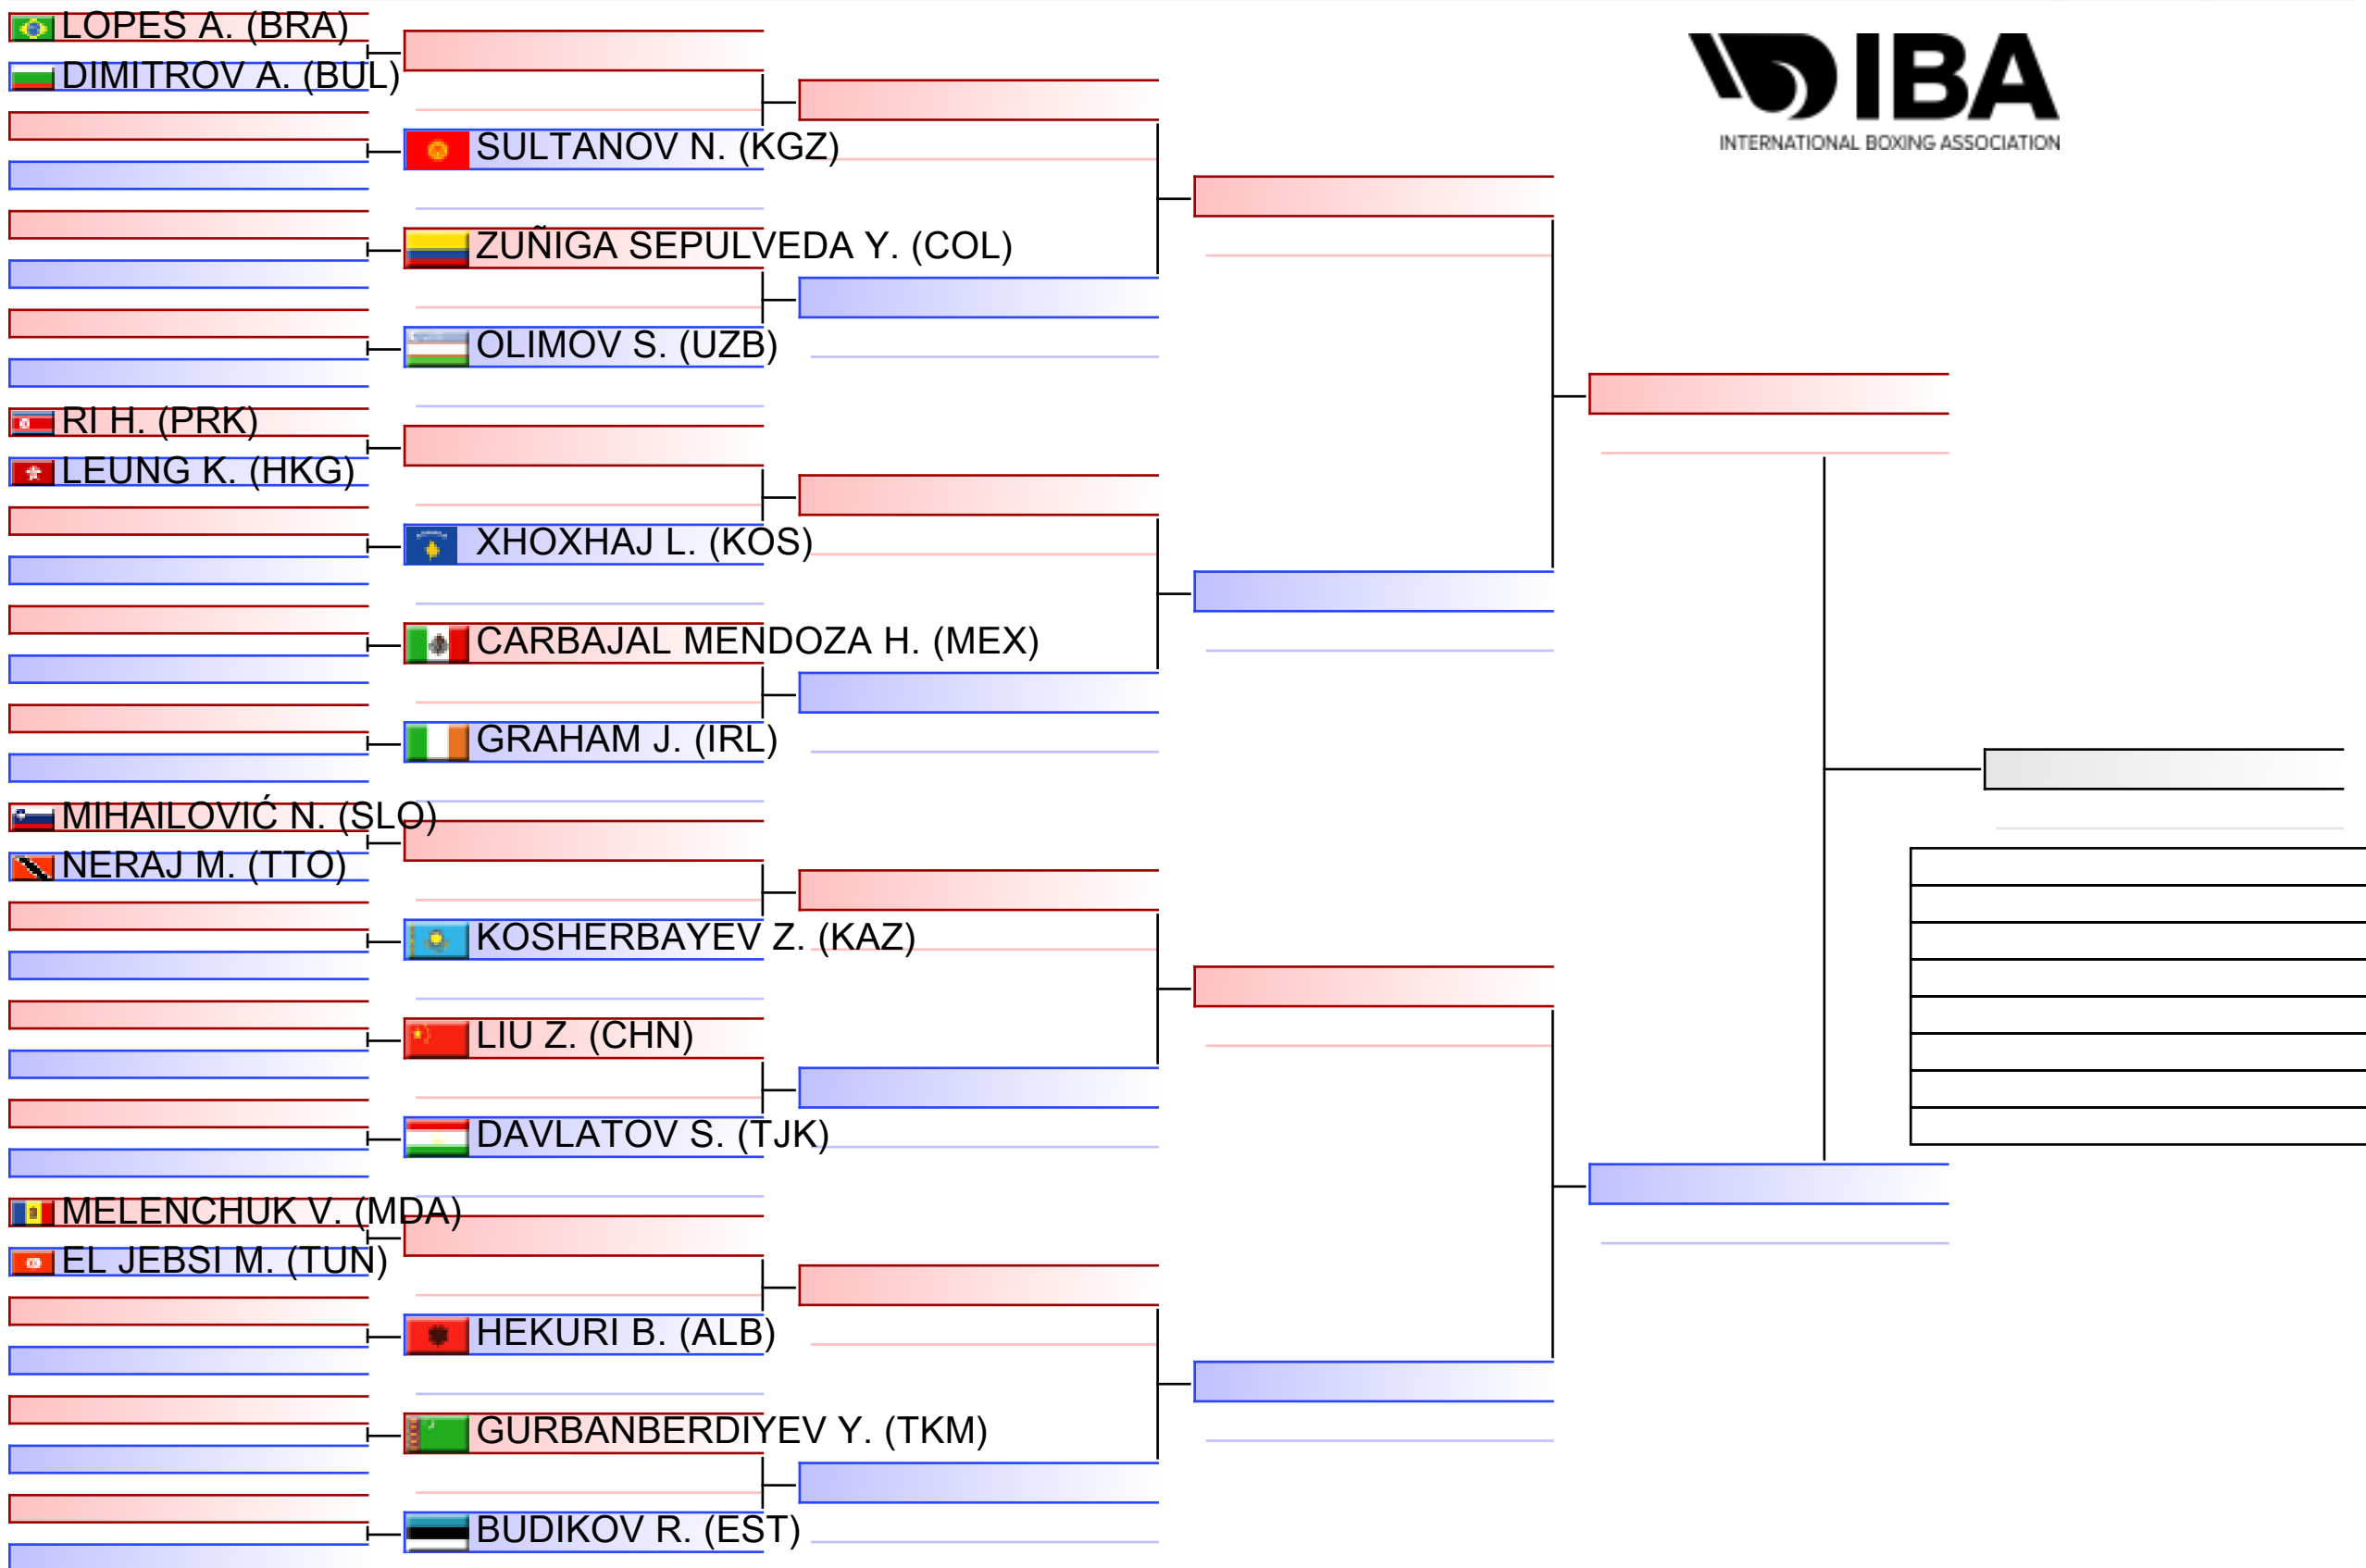 LOPES A. (BRA)
DIMITROV A. (BUL)
SULTANOV N. (KGZ)
ZUÑIGA SEPULVEDA Y. (COL)
OLIMOV S. (UZB)
RI H. (PRK)
LEUNG K. (HKG)
XHOXHAJ L. (KOS)
CARBAJAL MENDOZA H. (MEX)
GRAHAM J. (IRL)
MIHAILOVIĆ N. (SLO)
NERAJ M. (TTO)
KOSHERBAYEV Z. (KAZ)
LIU Z. (CHN)
DAVLATOV S. (TJK)
MELENCHUK V. (MDA)
EL JEBSI M. (TUN)
HEKURI B. (ALB)
GURBANBERDIYEV Y. (TKM)
BUDIKOV R. (EST)
IBA
INTERNATIONAL BOXING ASSOCIATION